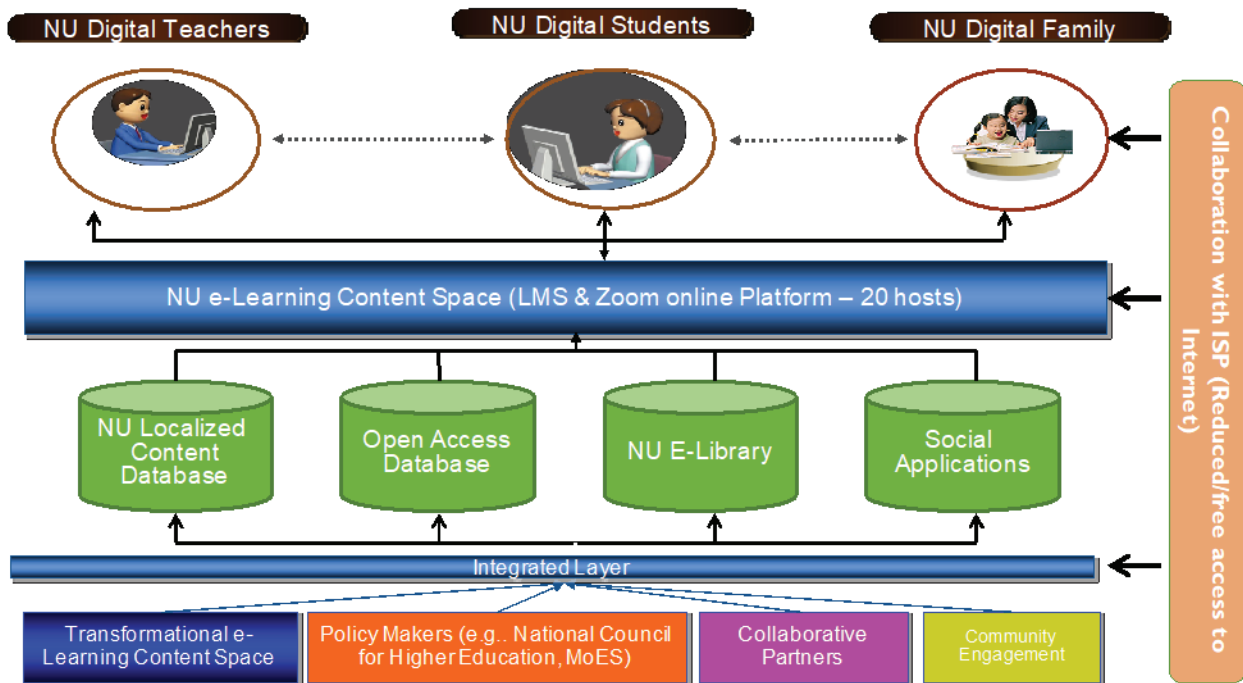 NU Digital Teachers
NU Digital Students
NU Digital Family
NU e-Learning Content Space (LMS & Zoom online Platform – 20 hosts)
NU Localized
Content
Database
Open Access
Database
NU E-Library
Social
Applications
Integrated Layer
Transformational e-
Learning Content Space
Policy Makers (e.g.. National Council
for Higher Education, MoES)
Collaborative
Partners
Community
Engagement
Collaboration with ISP (Reduced/free access to
Internet)